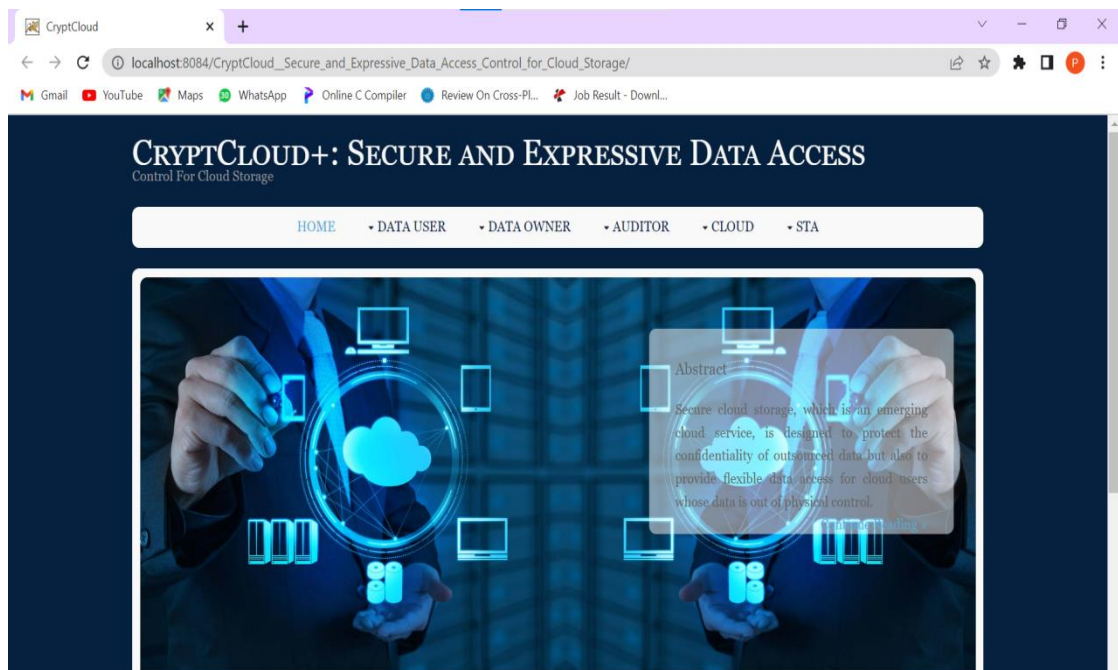 CryptCloud
localhost:8084/CryptCloud__Secure_and_Expressive_Data_Access_Control_for_Cloud_Storage/
P
Gmail YouTube Maps 30 WhatsApp Online C Compiler Review On Cross-Pl... Job Result - Downl...
CRYPTCLOUD+: SECURE AND EXPRESSIVE DATA ACCESS
Control For Cloud Storage
HOME DATA USER DATA OWNER AUDITOR CLOUD STA
Abstract
Secure cloud storage, which is an emerging
cloud service, is designed to protect the
confidentiality of outsourced data but also to
provide flexible data access for cloud users
whose data is out of physical control.
Continue Reading »